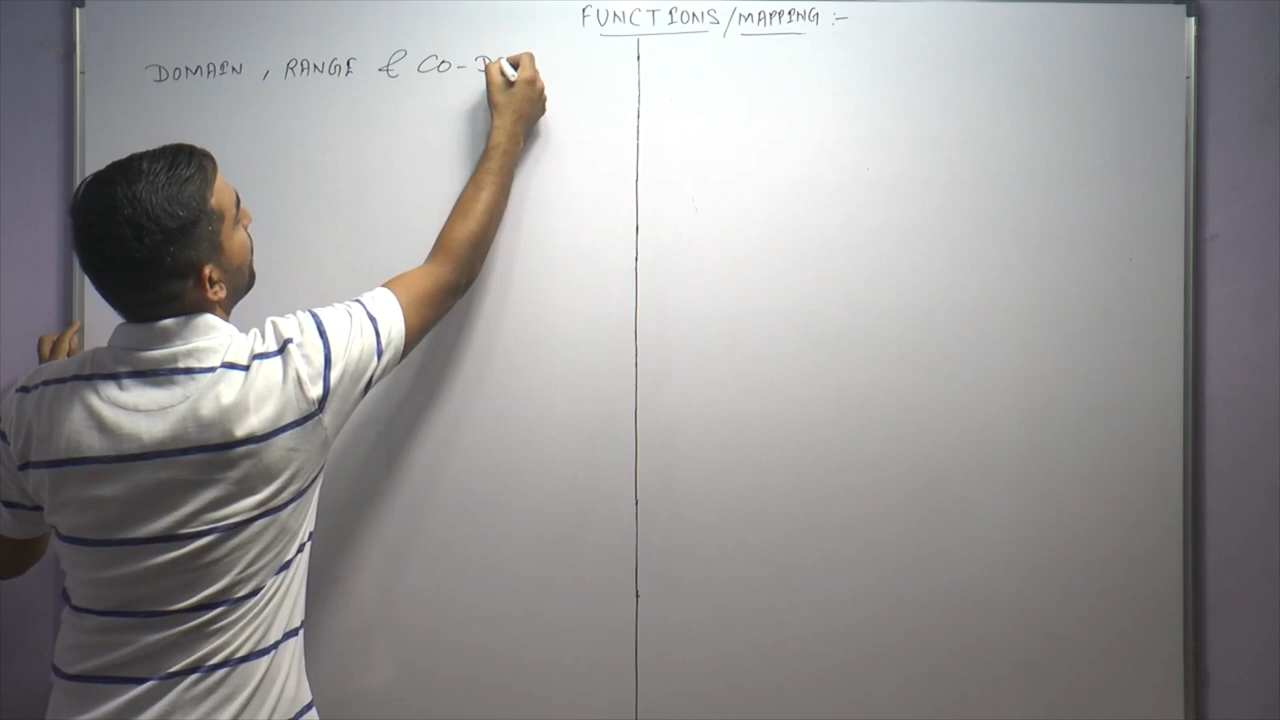 FUNCTIONS/MAPPING :-
DOMAIN, RANGE & CO-D